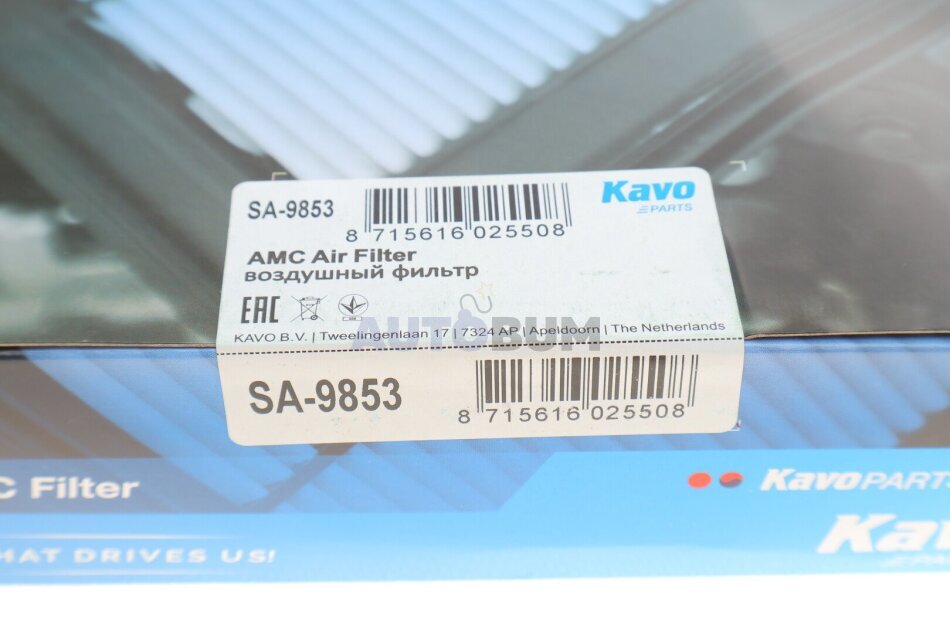 SA-9853
Kavo
PARTS
8 715616 025508
AMC Air Filter
воздушный фильтр
EAC
AUTOBUM
KAVO B.V. | Tweelingenlaan 17 | 7324 AP | Apeldoorn | The Netherlands
SA-9853
8 715616 025508
C Filter
KavoPARTS
HAT DRIVES US!
Ka
PARTS